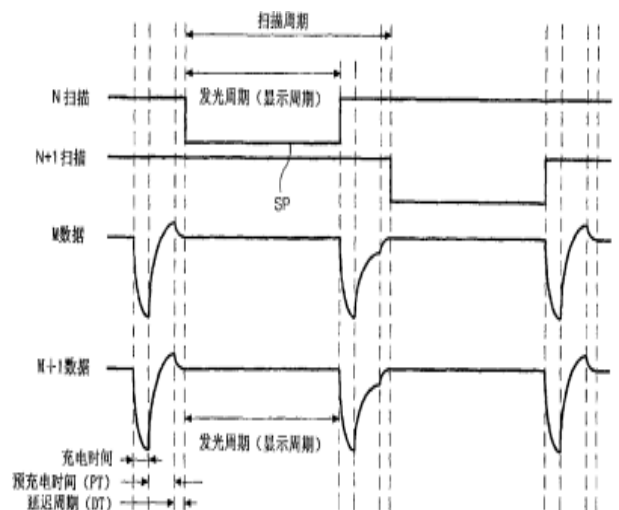 扫描周期
发光周期（显示周期）
N 扫描
N+1扫描
SP
M数据
M+1数据
发光周期（显示周期）
充电时间
预充电时间（PT）
延迟周期（DT）